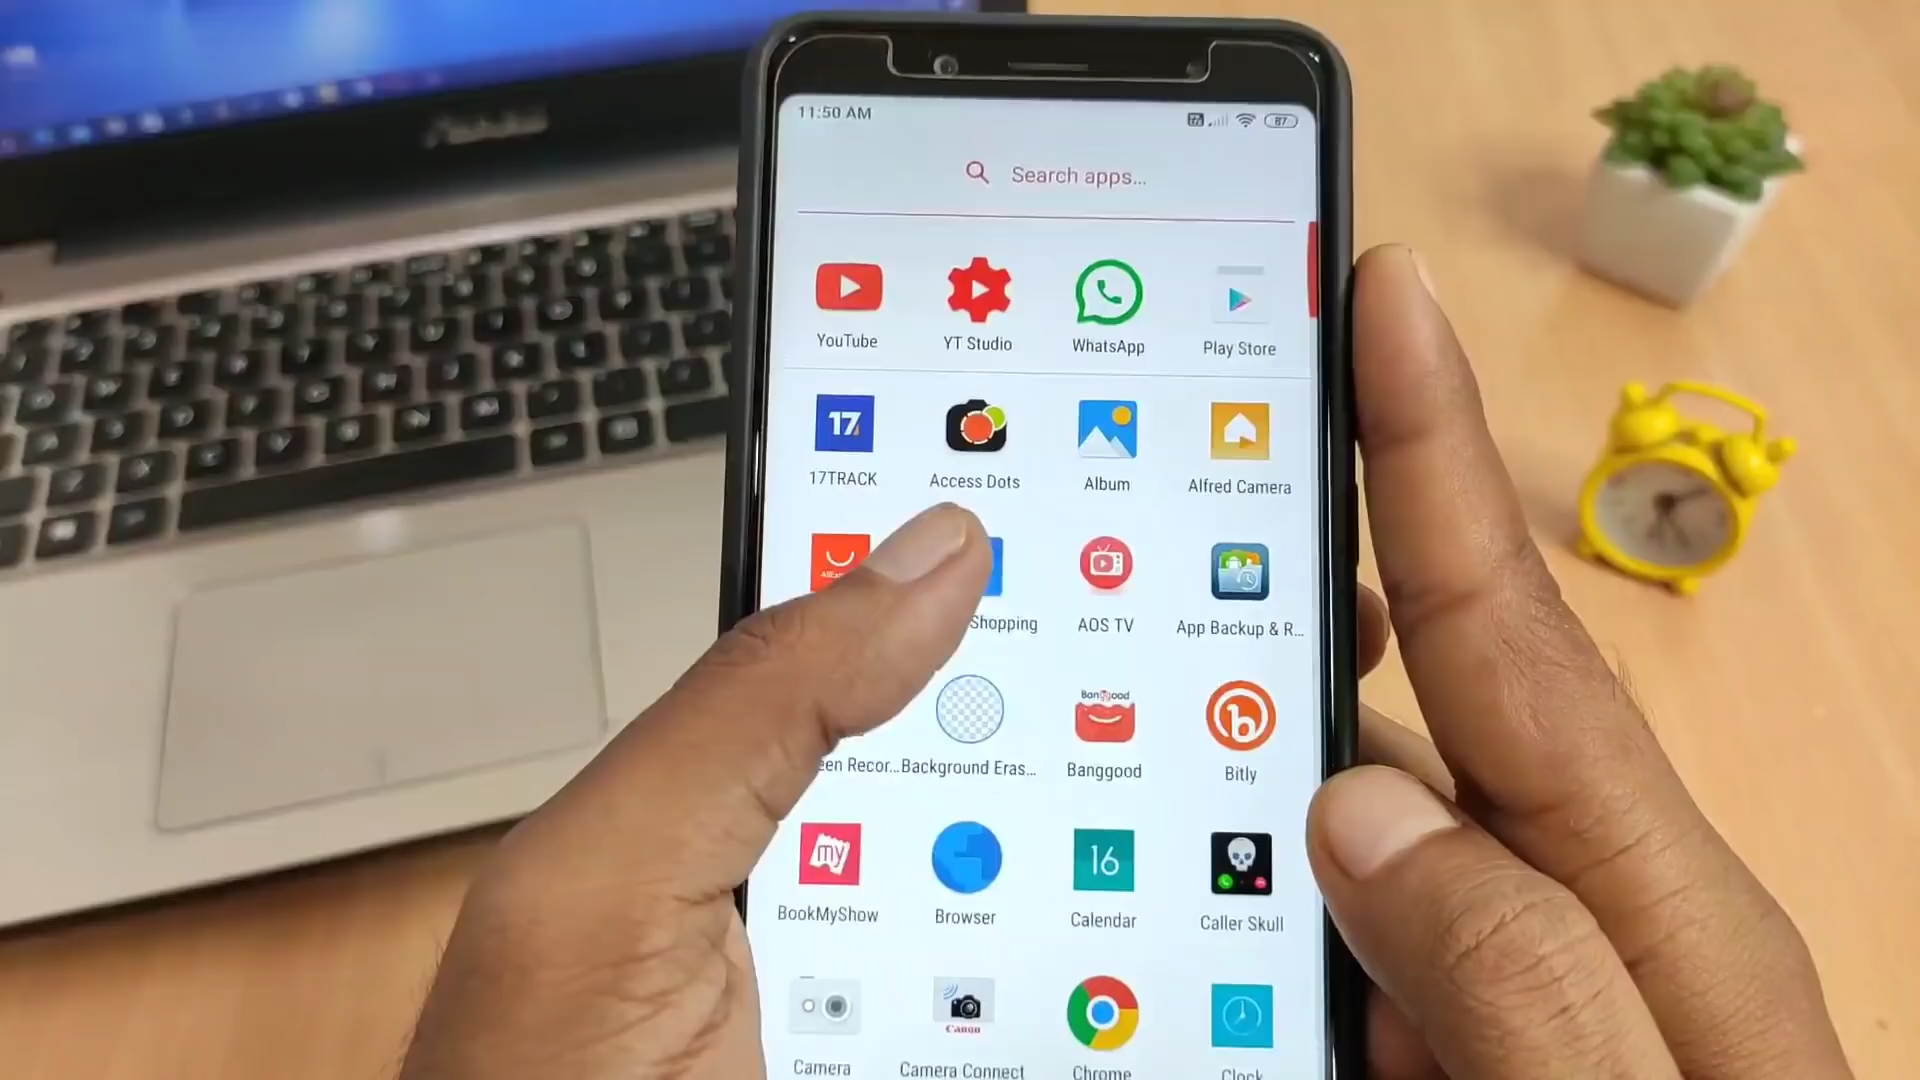 11:50 AM
87
Search apps...
YouTube
YT Studio
WhatsApp
Play Store
17
17TRACK
Access Dots
Album
Alfred Camera
Shopping
AOS TV
App Backup & R...
een Recor...
Background Eras...
Banggood
Banggood
Bitly
my
BookMyShow
Browser
16
Calendar
Caller Skull
Canon
Camera
Camera Connect
Chrome
Clock